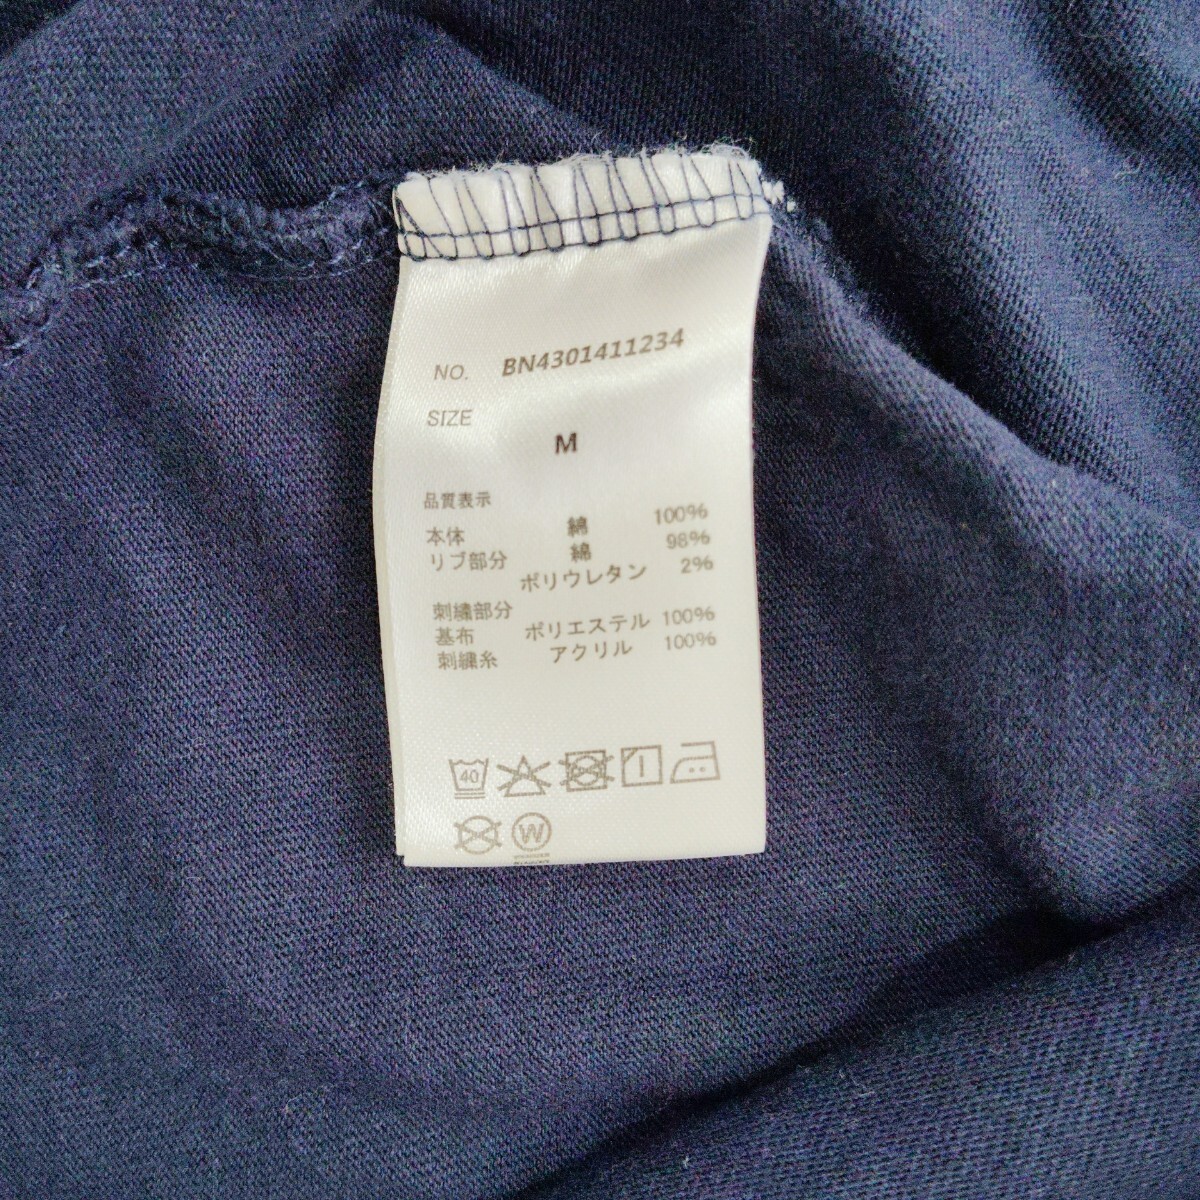 NO. BN4301411234
SIZE
M
品質表示
本体 綿 100%
リブ部分 綿 98%
ポリウレタン 2%
刺繍部分
基布 ポリエステル 100%
刺繍糸 アクリル 100%
40
W